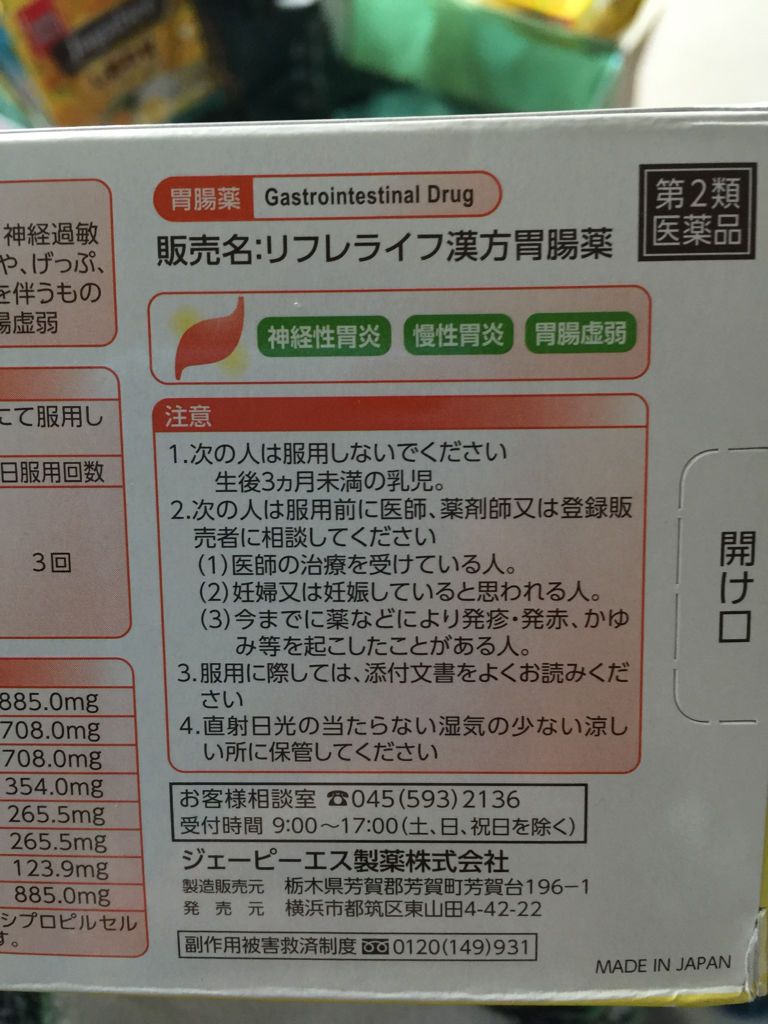 胃腸薬 Gastrointestinal Drug
第2類
医薬品
販売名:リフレライフ漢方胃腸薬
神経性胃炎 慢性胃炎 胃腸虚弱
注意
1.次の人は服用しないでください
生後3ヵ月未満の乳児。
2.次の人は服用前に医師、薬剤師又は登録販
売者に相談してください
(1)医師の治療を受けている人。
(2)妊婦又は妊娠していると思われる人。
(3)今までに薬などにより発疹・発赤、かゆ
み等を起こしたことがある人。
3.服用に際しては、添付文書をよくお読みくだ
さい
4.直射日光の当たらない湿気の少ない涼し
い所に保管してください
お客様相談室 ☎045(593)2136
受付時間 9:00〜17:00(土、日、祝日を除く)
ジェーピーエス製薬株式会社
製造販売元 栃木県芳賀郡芳賀町芳賀台196−1
発売元 横浜市都筑区東山田4-42-22
副作用被害救済制度 0120(149)931
MADE IN JAPAN
開け口
神経過敏
や、げっぷ、
を伴うもの
腸虚弱
にて服用し
日服用回数
3回
885.0mg
708.0mg
708.0mg
354.0mg
265.5mg
265.5mg
123.9mg
885.0mg
シプロピルセル
す。